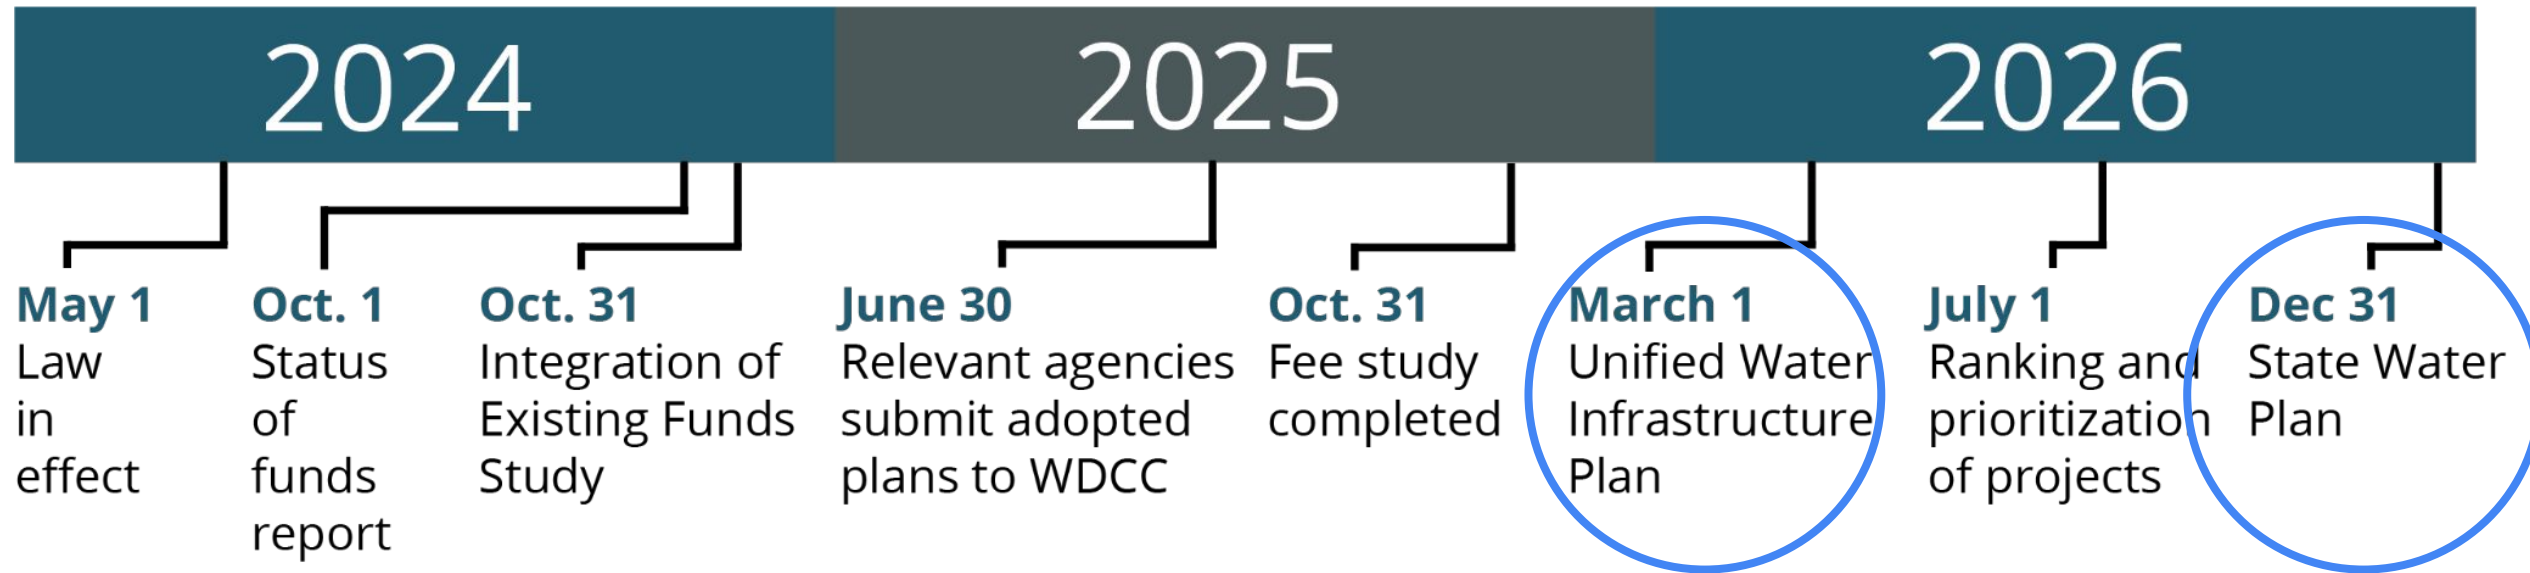 2024
2025
2026
May 1
Law
in
effect
Oct. 1
Status
of
funds
report
Oct. 31
Integration of
Existing Funds
Study
June 30
Relevant agencies
submit adopted
plans to WDCC
Oct. 31
Fee study
completed
March 1
Unified Water
Infrastructure
Plan
July 1
Ranking and
prioritization
of projects
Dec 31
State Water
Plan